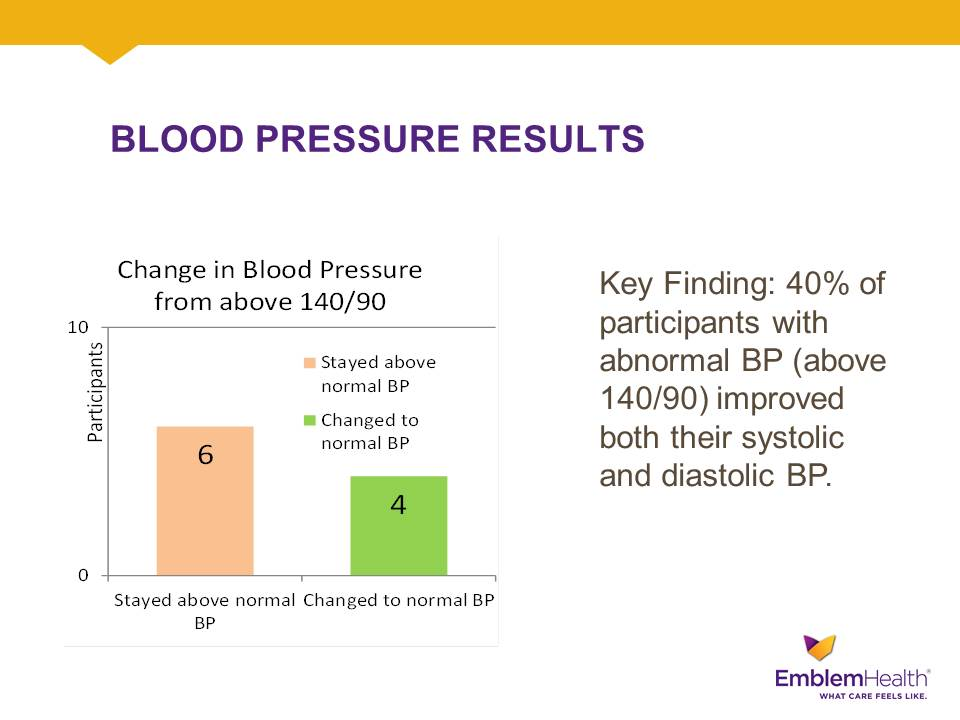 BLOOD PRESSURE RESULTS
Change in Blood Pressure
from above 140/90
10
Participants
Stayed above
normal BP
Changed to
normal BP
6
4
0
Stayed above normal
BP
Changed to normal BP
Key Finding: 40% of
participants with
abnormal BP (above
140/90) improved
both their systolic
and diastolic BP.
EmblemHealth®
WHAT CARE FEELS LIKE.